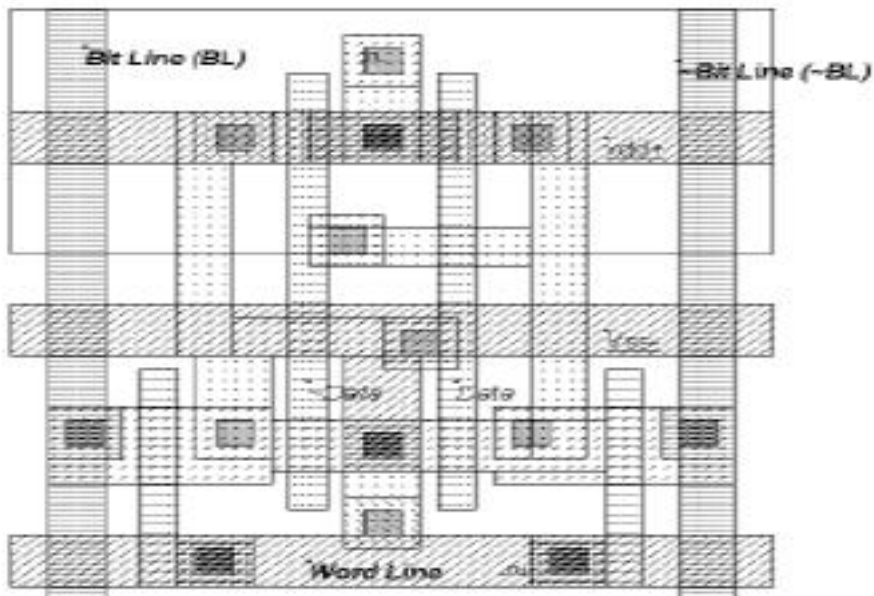 Bit Line (BL)
~Bit Line (~BL)
Vdd+
Vss-
~Data
Data
Word Line